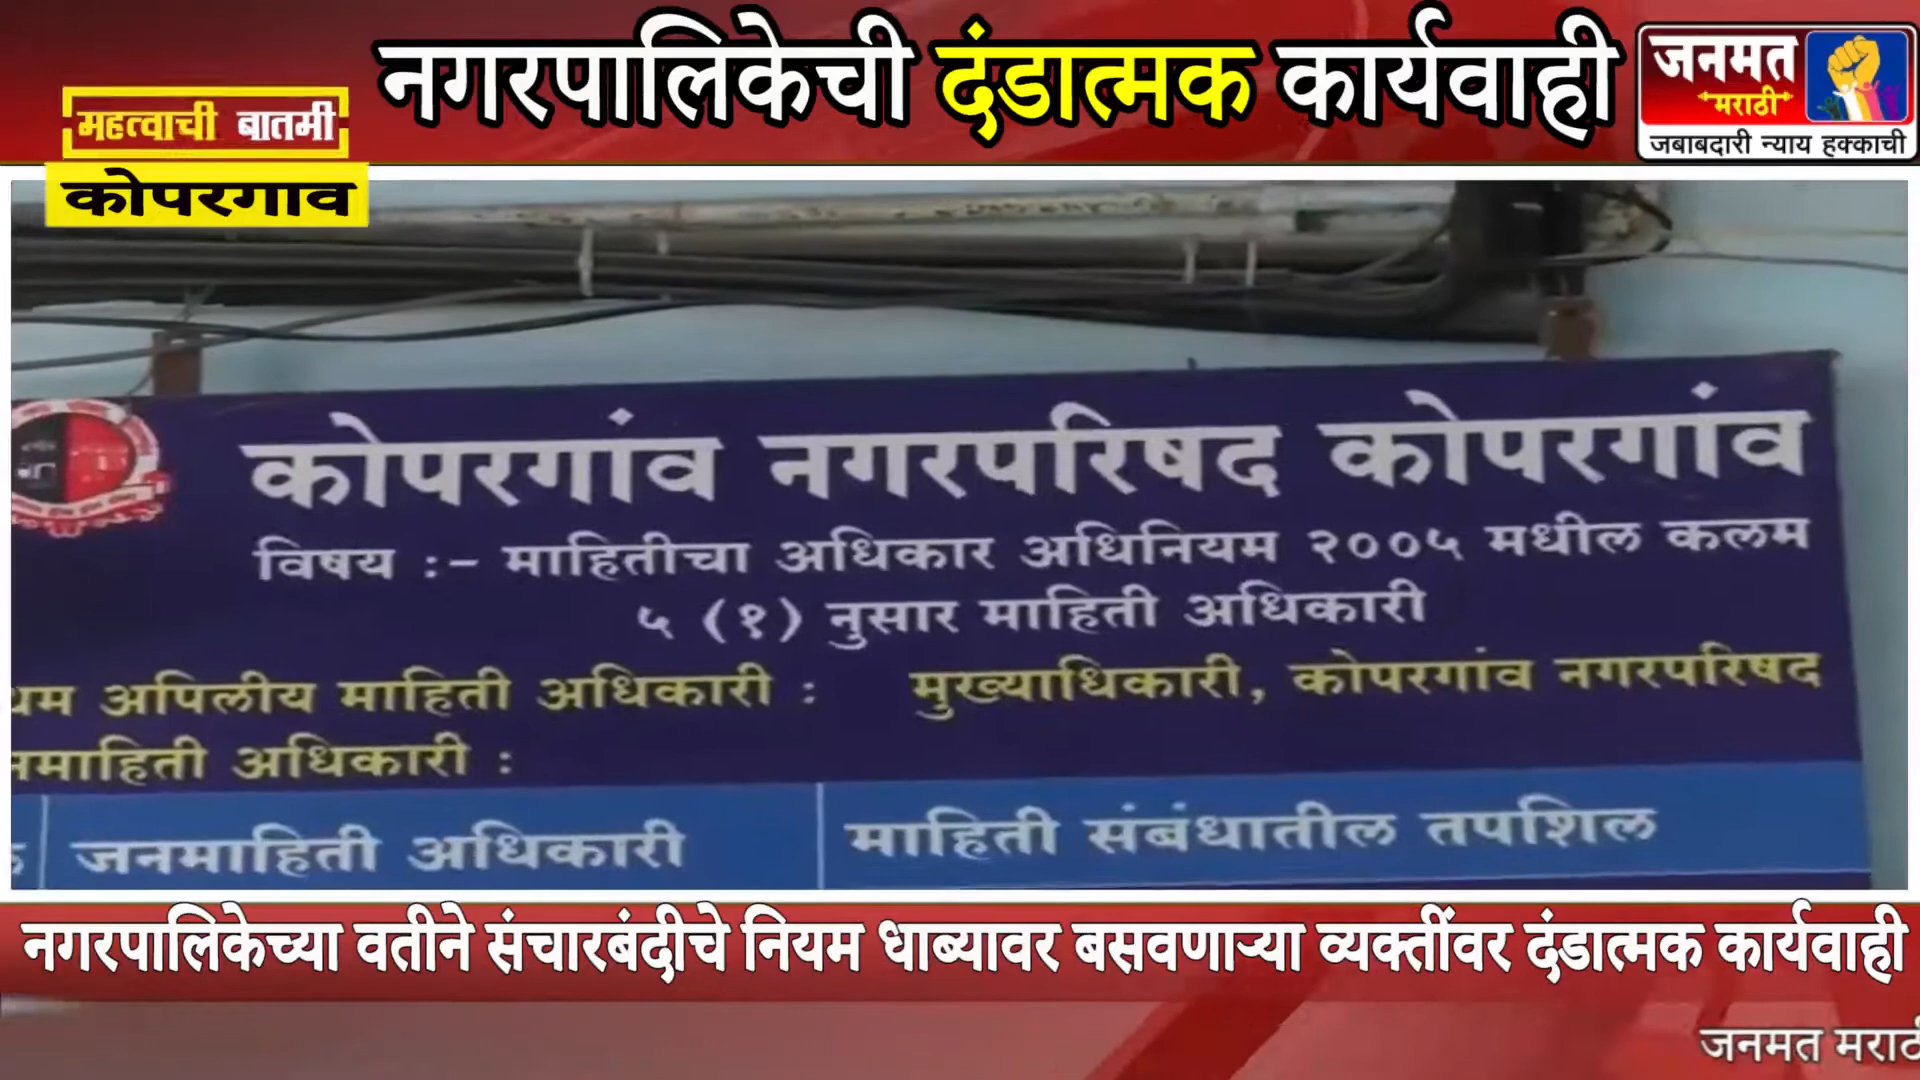 नगरपालिकेची दंडात्मक कार्यवाही
जनमत
मराठी
जबाबदारी न्याय हक्काची
महत्वाची बातमी
कोपरगाव
कोपरगांव नगरपरिषद कोपरगांव
विषय :- माहितीचा अधिकार अधिनियम २००५ मधील कलम
५ (१) नुसार माहिती अधिकारी
अपिलीय माहिती अधिकारी : मुख्याधिकारी, कोपरगांव नगरपरिषद
अधिकारी :
जनमाहिती अधिकारी माहिती संबंधातील तपशिल
नगरपालिकेच्या वतीने संचारबंदीचे नियम धाब्यावर बसवणाऱ्या व्यक्तींवर दंडात्मक कार्यवाही
जनमत मराठी